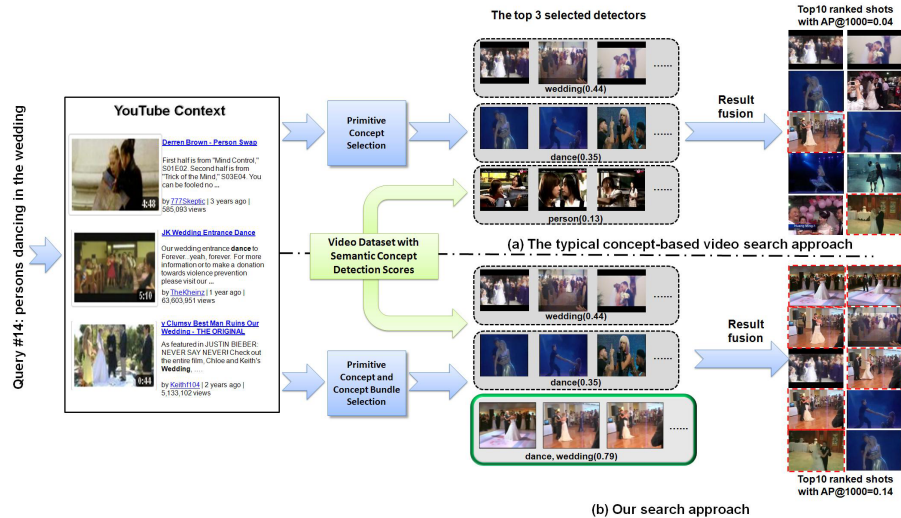 Query #14: persons dancing in the wedding
YouTube Context
Derren Brown - Person Swap
First half is from "Mind Control,"
S01E02. Second half is from
"Trick of the Mind," S03E04. You
can be fooled no ...
by 777Skeptic | 3 years ago |
585,093 views
4:48
JK Wedding Entrance Dance
Our wedding entrance dance to
Forever...yeah, forever. For more
information or to make a donation
towards violence prevention
please visit our ...
by TheKheinz | 1 year ago |
63,603,951 views
5:10
y Clumsy Best Man Ruins Our
Wedding - THE ORIGINAL
As featured in JUSTIN BIEBER:
NEVER SAY NEVER! Check out
the entire film, Chloe and Keith's
Wedding, ...
by Keithf104 | 2 years ago |
5,133,102 views
0:44
Primitive
Concept
Selection
Video Dataset with
Semantic Concept
Detection Scores
Primitive
Concept and
Concept Bundle
Selection
The top 3 selected detectors
......
wedding(0.44)
......
dance(0.35)
......
person(0.13)
Result
fusion
Top10 ranked shots
with AP@1000=0.04
(a) The typical concept-based video search approach
......
wedding(0.44)
......
dance(0.35)
......
dance, wedding(0.79)
Result
fusion
Top10 ranked shots
with AP@1000=0.14
(b) Our search approach